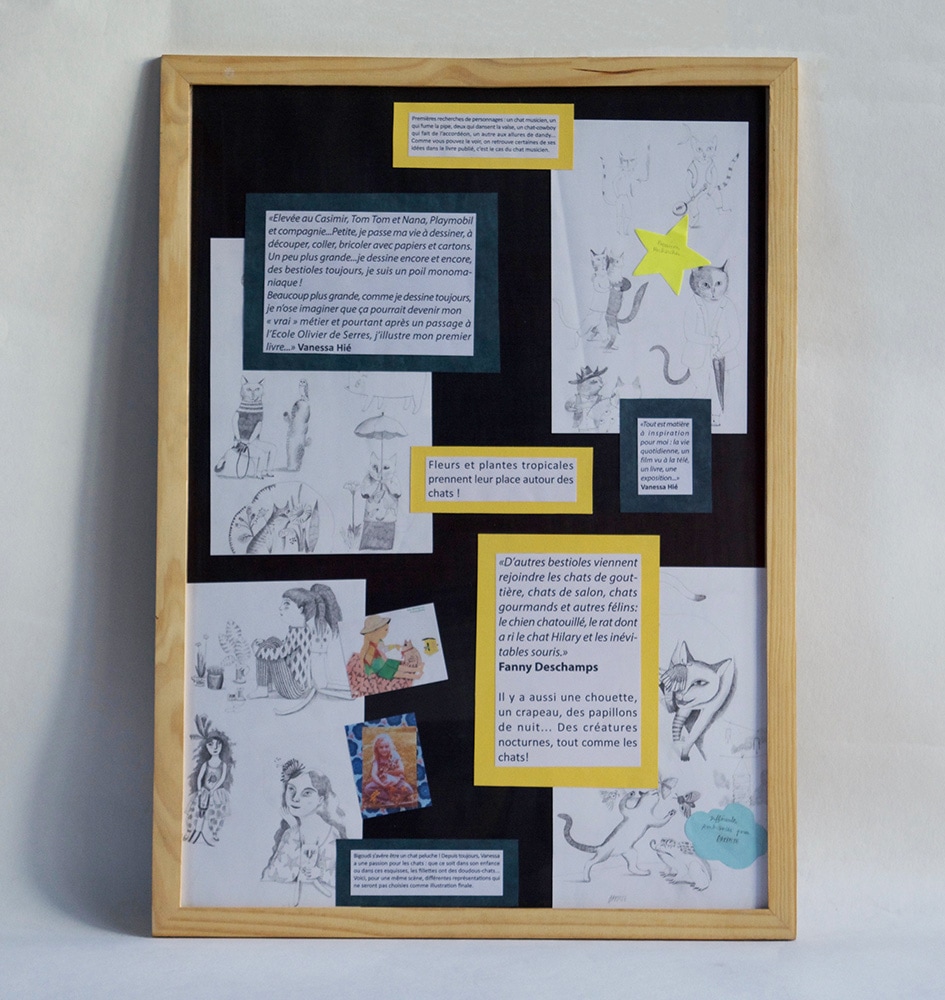 Premières recherches de personnages : un chat musicien, un
qui fume la pipe, deux qui dansent la valse, un chat-cowboy
qui fait de l'accordéon, un autre aux allures de dandy...
Comme vous pouvez le voir, on retrouve certaines de ses
idées dans le livre publié, c'est le cas du chat musicien.
«Elevée au Casimir, Tom Tom et Nana, Playmobil
et compagnie...Petite, je passe ma vie à dessiner, à
découper, coller, bricoler avec papiers et cartons.
Un peu plus grande...je dessine encore et encore,
des bestioles toujours, je suis un poil monoma-
niaque !
Beaucoup plus grande, comme je dessine toujours,
je n'ose imaginer que ça pourrait devenir mon
« vrai » métier et pourtant après un passage à
l'Ecole Olivier de Serres, j'illustre mon premier
livre...» Vanessa Hié
«Tout est matière
à inspiration
pour moi : la vie
quotidienne, un
film vu à la télé,
un livre, une
exposition...»
Vanessa Hié
Fleurs et plantes tropicales
prennent leur place autour des
chats !
«D'autres bestioles viennent
rejoindre les chats de gout-
tière, chats de salon, chats
gourmands et autres félins:
le chien chatouillé, le rat dont
a ri le chat Hilary et les inévi-
tables souris.»
Fanny Deschamps
Il y a aussi une chouette,
un crapeau, des papillons
de nuit... Des créatures
nocturnes, tout comme les
chats!
Bigoudi s'avère être un chat peluche ! Depuis toujours, Vanessa
a une passion pour les chats : que ce soit dans son enfance
ou dans ces esquisses, les fillettes ont des doudous-chats...
Voici, pour une même scène, différentes représentations qui
ne seront pas choisies comme illustration finale.